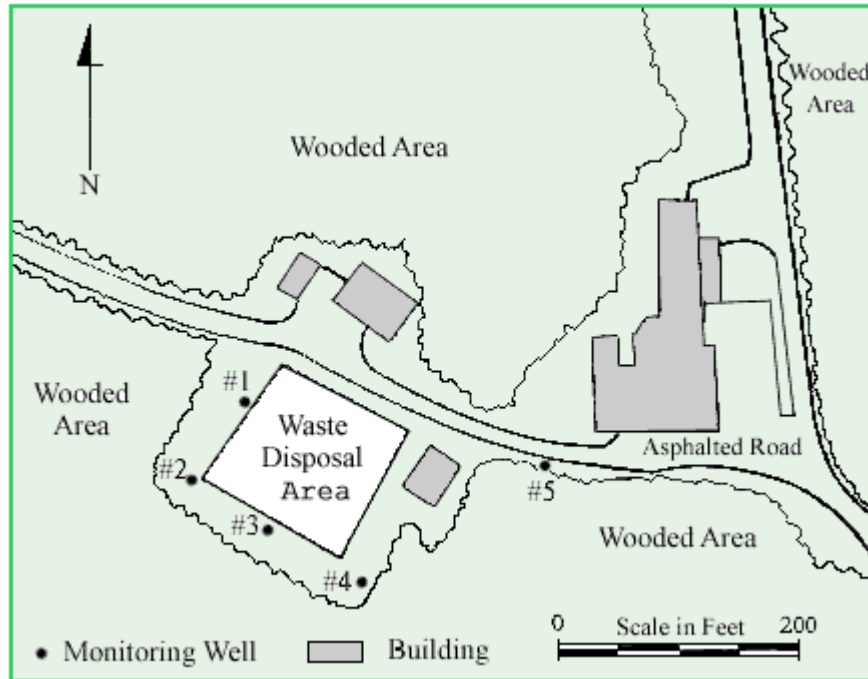 Wooded
Area
Wooded Area
N
#1
Wooded
Area
Waste
Disposal
Area
Asphalted Road
#2
#5
#3
Wooded Area
#4
0 Scale in Feet 200
Monitoring Well
Building